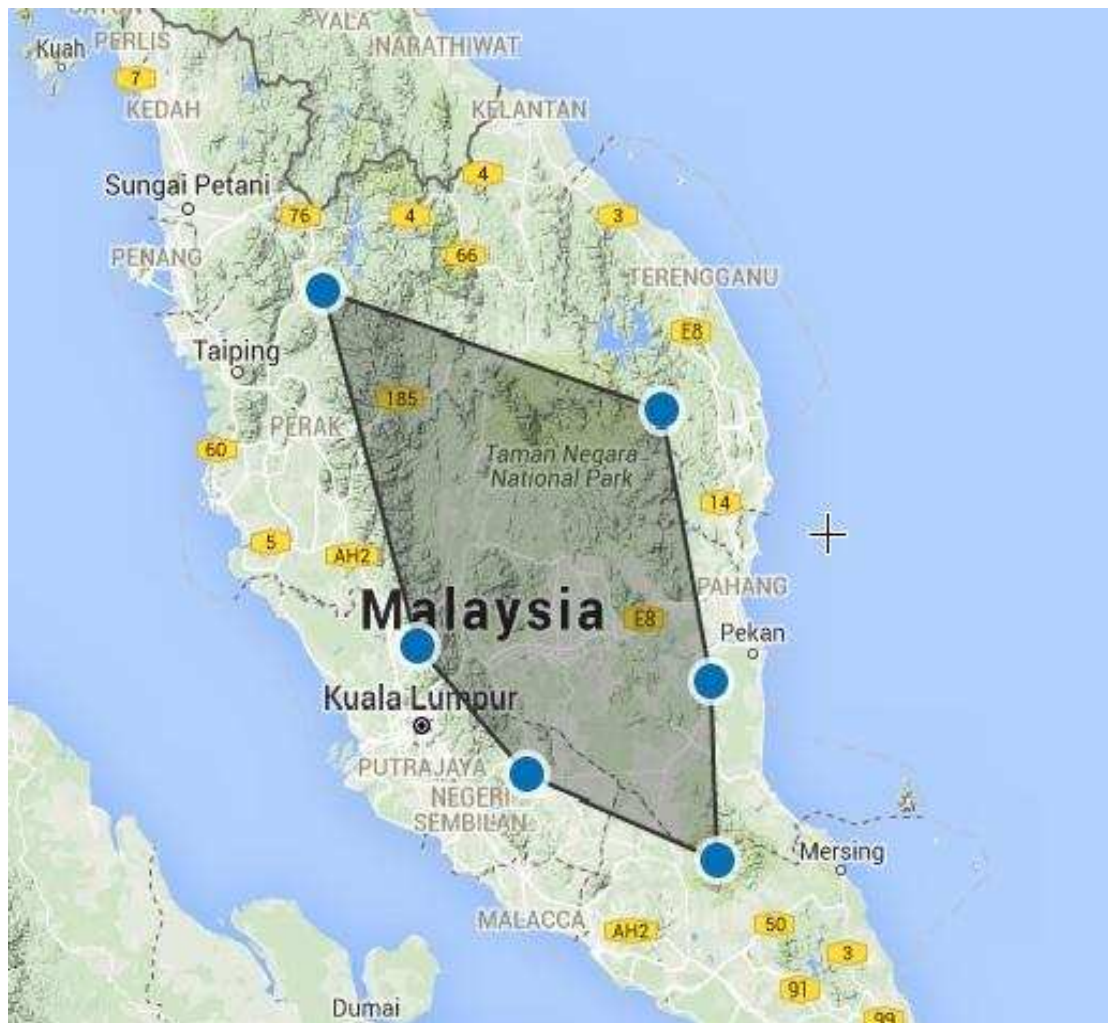 YALA
Kuah
PERLIS
NARATHIWAT
7
KEDAH
KELANTAN
4
Sungai Petani
76
4
3
PENANG
66
TERENGGANU
E8
Taiping
185
PERAK
60
Taman Negara
National Park
14
5
AH2
PAHANG
Malaysia
E8
Pekan
Kuala Lumpur
PUTRAJAYA
NEGERI
SEMBILAN
Mersing
MALACCA
AH2
50
3
91
Dumai
99